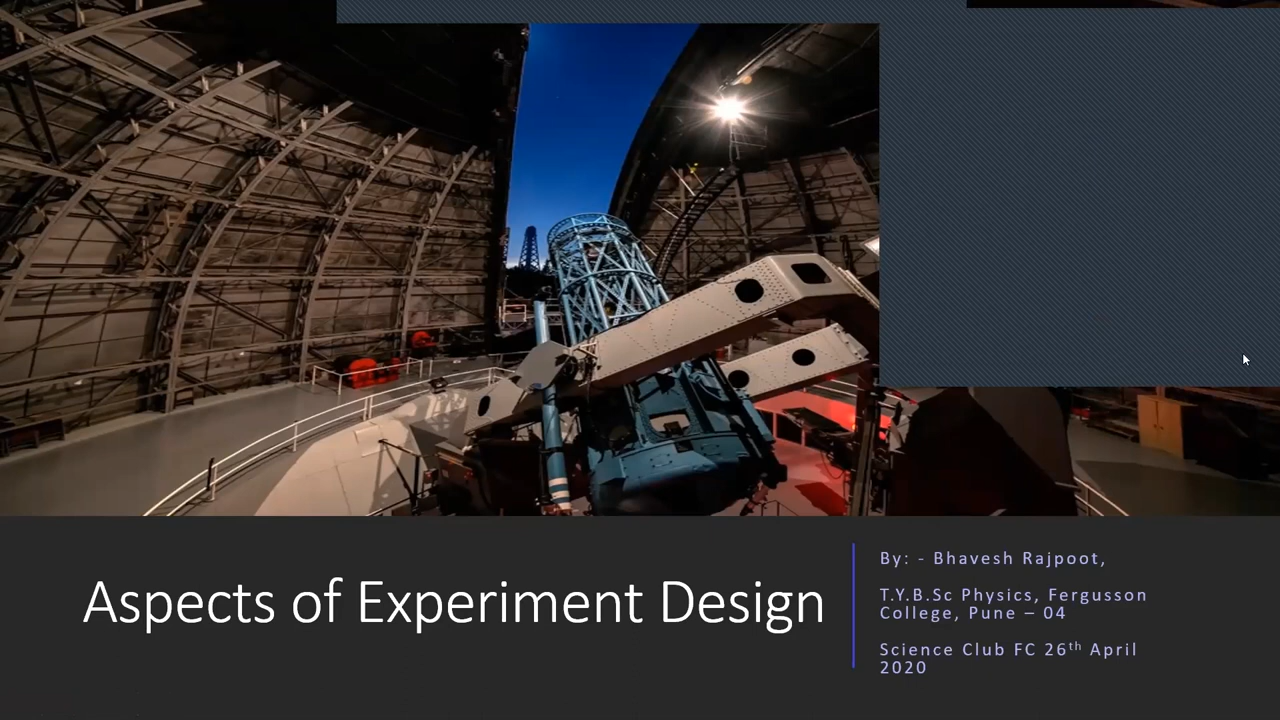 Aspects of Experiment Design
By: - Bhavesh Rajpoot,
T.Y.B.Sc Physics, Fergusson
College, Pune – 04
Science Club FC 26th April
2020